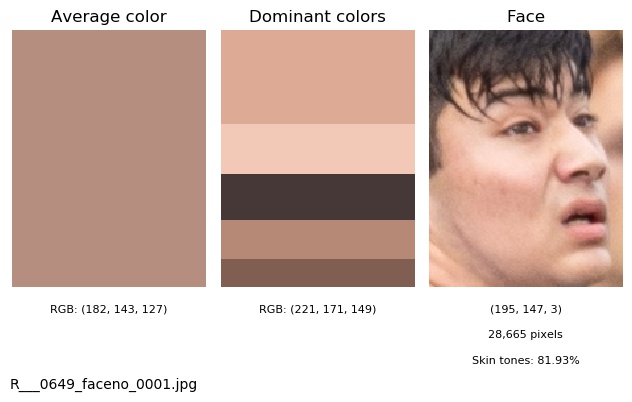 Average color
Dominant colors
Face
RGB: (182, 143, 127)
RGB: (221, 171, 149)
(195, 147, 3)
28,665 pixels
Skin tones: 81.93%
R___0649_faceno_0001.jpg